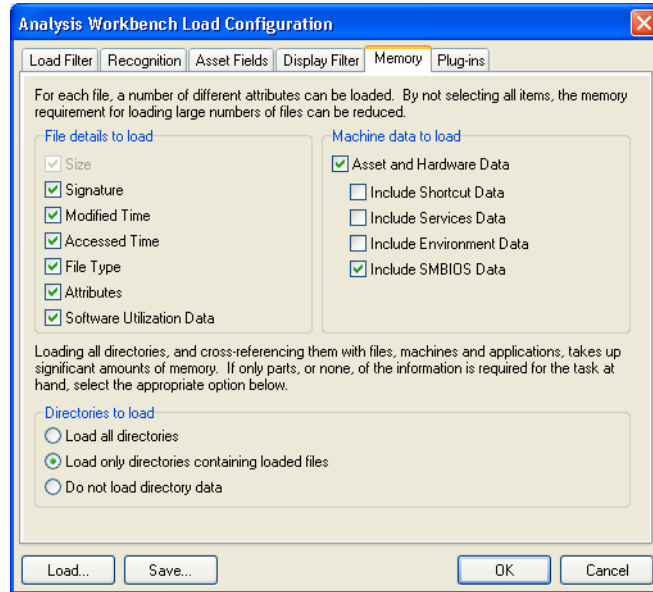 Analysis Workbench Load Configuration
Load Filter Recognition Asset Fields Display Filter Memory Plug-ins
For each file, a number of different attributes can be loaded. By not selecting all items, the memory
requirement for loading large numbers of files can be reduced.
File details to load
Size
Signature
Modified Time
Accessed Time
File Type
Attributes
Software Utilization Data
Machine data to load
Asset and Hardware Data
Include Shortcut Data
Include Services Data
Include Environment Data
Include SMBIOS Data
Loading all directories, and cross-referencing them with files, machines and applications, takes up
significant amounts of memory. If only parts, or none, of the information is required for the task at
hand, select the appropriate option below.
Directories to load
Load all directories
Load only directories containing loaded files
Do not load directory data
Load... Save... OK Cancel